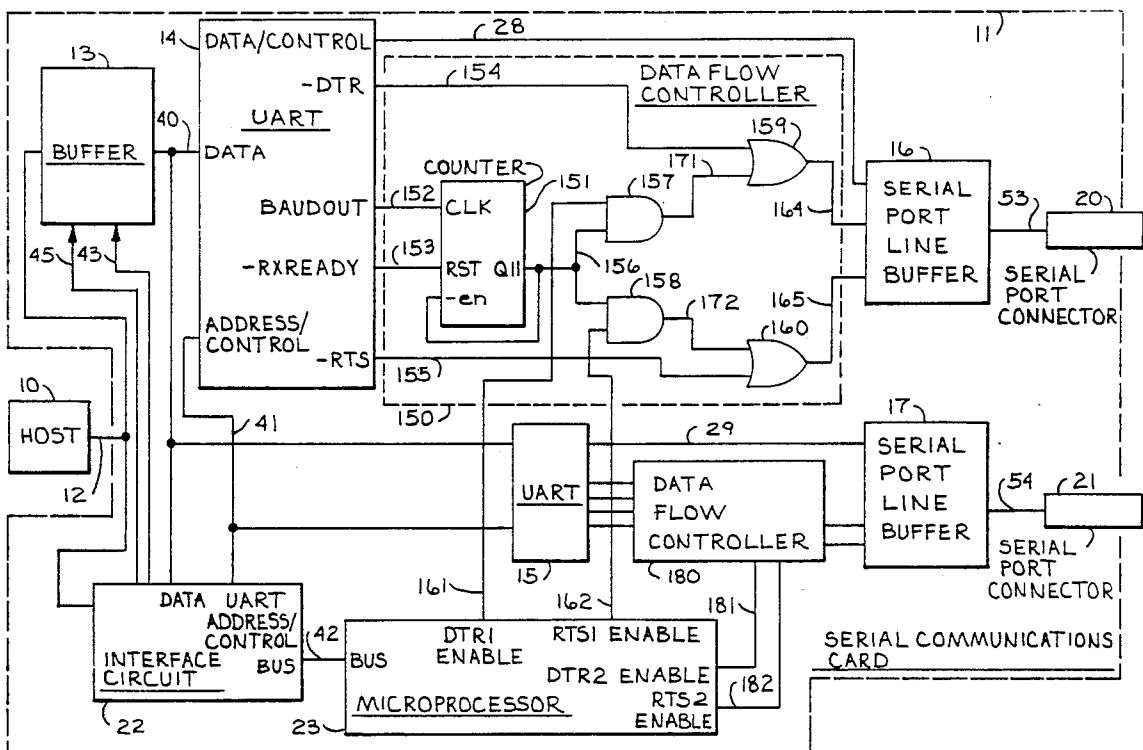 28
11
14
DATA/CONTROL
13
154
DATA FLOW
CONTROLLER
-DTR
159
40
UART
BUFFER
DATA
COUNTER
171
157
16
151
SERIAL
PORT
LINE
BUFFER
BAUDOUT
152
CLK
164
53
20
45
43
-RXREADY
153
RST Q11
156
158
SERIAL
PORT
CONNECTOR
-en
172
165
160
ADDRESS/
CONTROL
-RTS
155
150
10
HOST
12
41
17
29
SERIAL
PORT
LINE
BUFFER
UART
DATA
FLOW
CONTROLLER
54
21
15
180
SERIAL
PORT
CONNECTOR
161
162
181
DATA UART
ADDRESS/
CONTROL
BUS
42
INTERFACE
CIRCUIT
22
DTR1
ENABLE
RTS1 ENABLE
BUS
DTR2 ENABLE
RTS2
ENABLE
182
MICROPROCESSOR
23
SERIAL COMMUNICATIONS
CARD